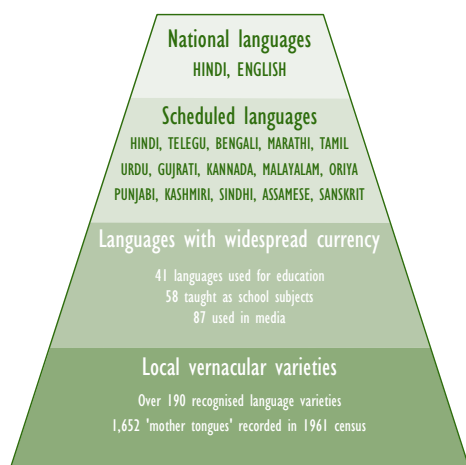 National languages
HINDI, ENGLISH
Scheduled languages
HINDI, TELEGU, BENGALI, MARATHI, TAMIL
URDU, GUJRATI, KANNADA, MALAYALAM, ORIYA
PUNJABI, KASHMIRI, SINDHI, ASSAMESE, SANSKRIT
Languages with widespread currency
41 languages used for education
58 taught as school subjects
87 used in media
Local vernacular varieties
Over 190 recognised language varieties
1,652 'mother tongues' recorded in 1961 census